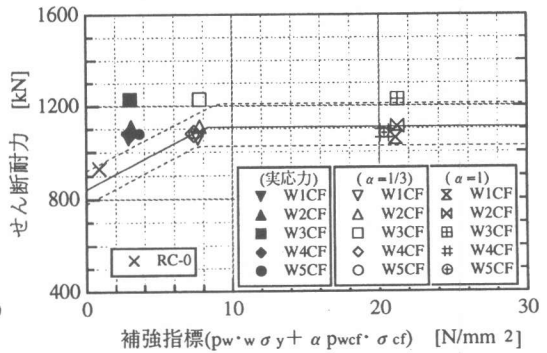 1600
1200
800
400
せん断耐力 [kN]
(実応力) (α=1/3) (α=1)
▼ W1CF ▽ W1CF W1CF
▲ W2CF △ W2CF ⋈ W2CF
■ W3CF □ W3CF ⊞ W3CF
◆ W4CF ◇ W4CF # W4CF
● W5CF ○ W5CF ⊕ W5CF
× RC-0
0 10 20 30
補強指標(pw・wσy+αpwcf・σcf) [N/mm 2]